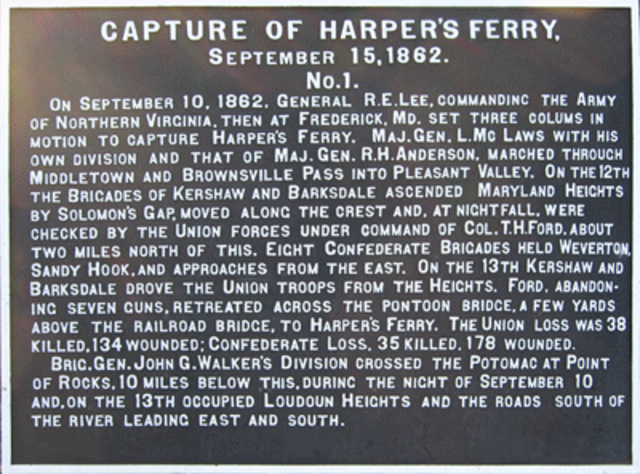 CAPTURE OF HARPER'S FERRY,
SEPTEMBER 15, 1862.
No. 1.
ON SEPTEMBER 10, 1862. GENERAL R.E. LEE, COMMANDING THE ARMY
OF NORTHERN VIRGINIA, THEN AT FREDERICK, MD. SET THREE COLUMS IN
MOTION TO CAPTURE HARPER'S FERRY. MAJ. GEN. L. MC LAWS WITH HIS
OWN DIVISION AND THAT OF MAJ. GEN. R.H. ANDERSON, MARCHED THROUGH
MIDDLETOWN AND BROWNSVILLE PASS INTO PLEASANT VALLEY. ON THE 12TH
THE BRIGADES OF KERSHAW AND BARKSDALE ASCENDED MARYLAND HEIGHTS
BY SOLOMON'S GAP, MOVED ALONG THE CREST AND, AT NIGHTFALL, WERE
CHECKED BY THE UNION FORCES UNDER COMMAND OF COL. T.H. FORD. ABOUT
TWO MILES NORTH OF THIS. EIGHT CONFEDERATE BRIGADES HELD WEVERTON,
SANDY HOOK, AND APPROACHES FROM THE EAST. ON THE 13TH KERSHAW AND
BARKSDALE DROVE THE UNION TROOPS FROM THE HEIGHTS. FORD, ABANDON-
ING SEVEN GUNS, RETREATED ACROSS THE PONTOON BRIDGE, A FEW YARDS
ABOVE THE RAILROAD BRIDGE, TO HARPER'S FERRY. THE UNION LOSS WAS 38
KILLED, 134 WOUNDED; CONFEDERATE LOSS, 35 KILLED, 178 WOUNDED.
BRIG. GEN. JOHN G. WALKER'S DIVISION CROSSED THE POTOMAC AT POINT
OF ROCKS, 10 MILES BELOW THIS, DURING THE NIGHT OF SEPTEMBER 10
AND, ON THE 13TH OCCUPIED LOUDOUN HEIGHTS AND THE ROADS SOUTH OF
THE RIVER LEADING EAST AND SOUTH.